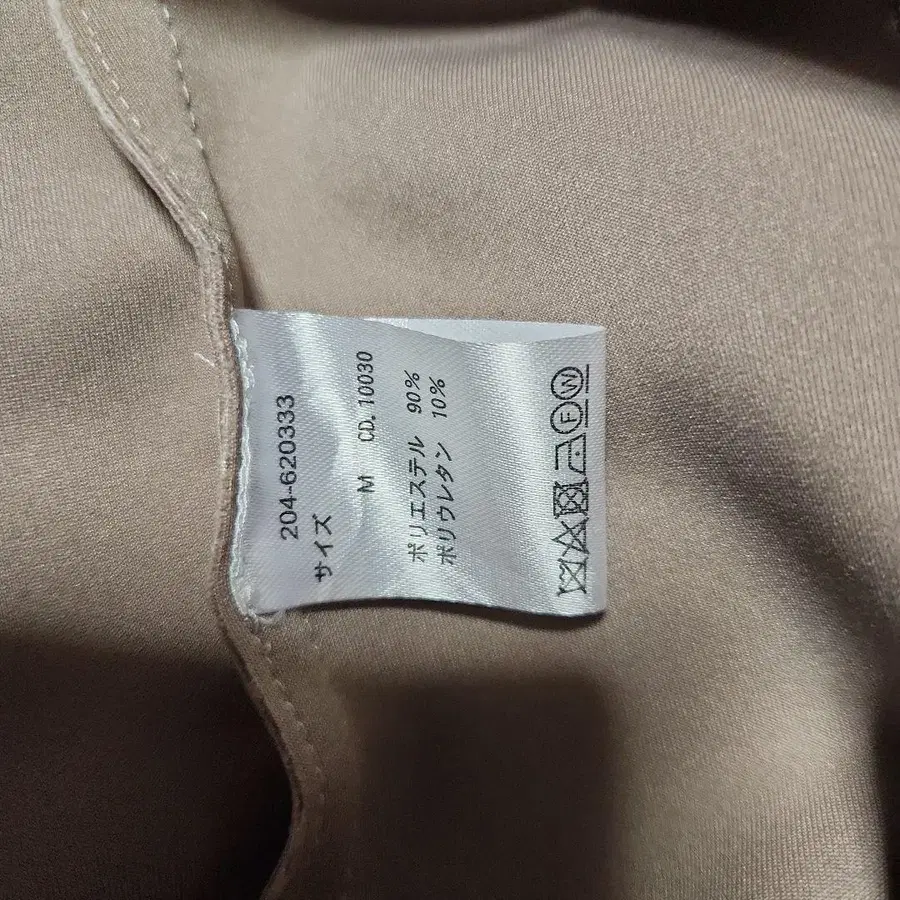 204-620333
サイズ
M CD.10030
ポリエステル 90%
ポリウレタン 10%
F W